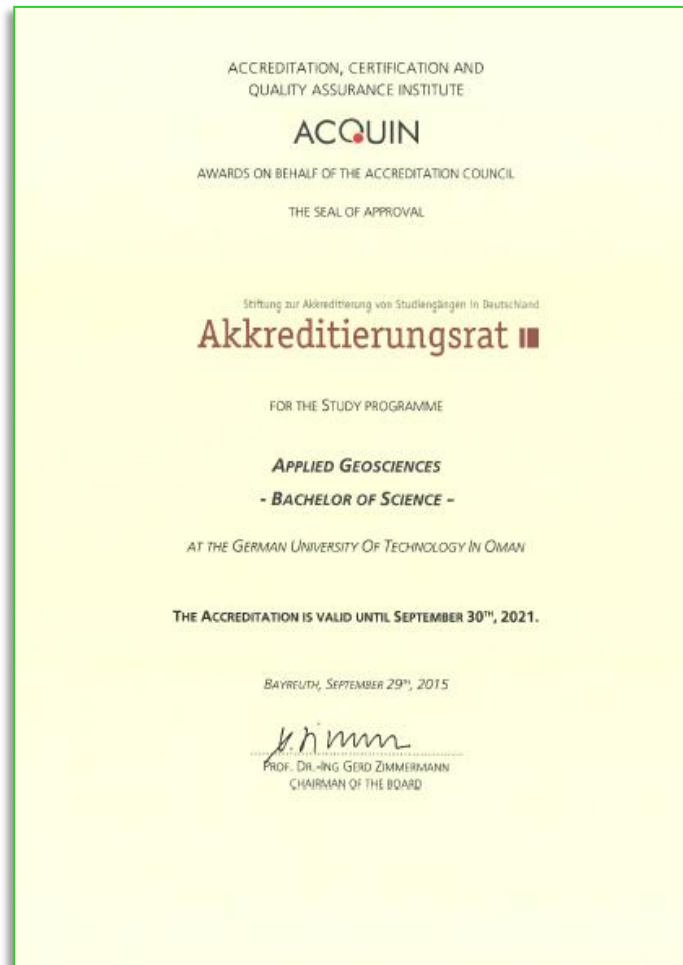 ACCREDITATION, CERTIFICATION AND
QUALITY ASSURANCE INSTITUTE
ACQUIN
AWARDS ON BEHALF OF THE ACCREDITATION COUNCIL
THE SEAL OF APPROVAL
Stiftung zur Akkreditierung von Studiengängen in Deutschland
Akkreditierungsrat
FOR THE STUDY PROGRAMME
APPLIED GEOSCIENCES
- BACHELOR OF SCIENCE –
AT THE GERMAN UNIVERSITY OF TECHNOLOGY IN OMAN
THE ACCREDITATION IS VALID UNTIL SEPTEMBER 30TH, 2021.
BAYREUTH, SEPTEMBER 29TH, 2015
PROF. DR.-ING GERD ZIMMERMANN
CHAIRMAN OF THE BOARD